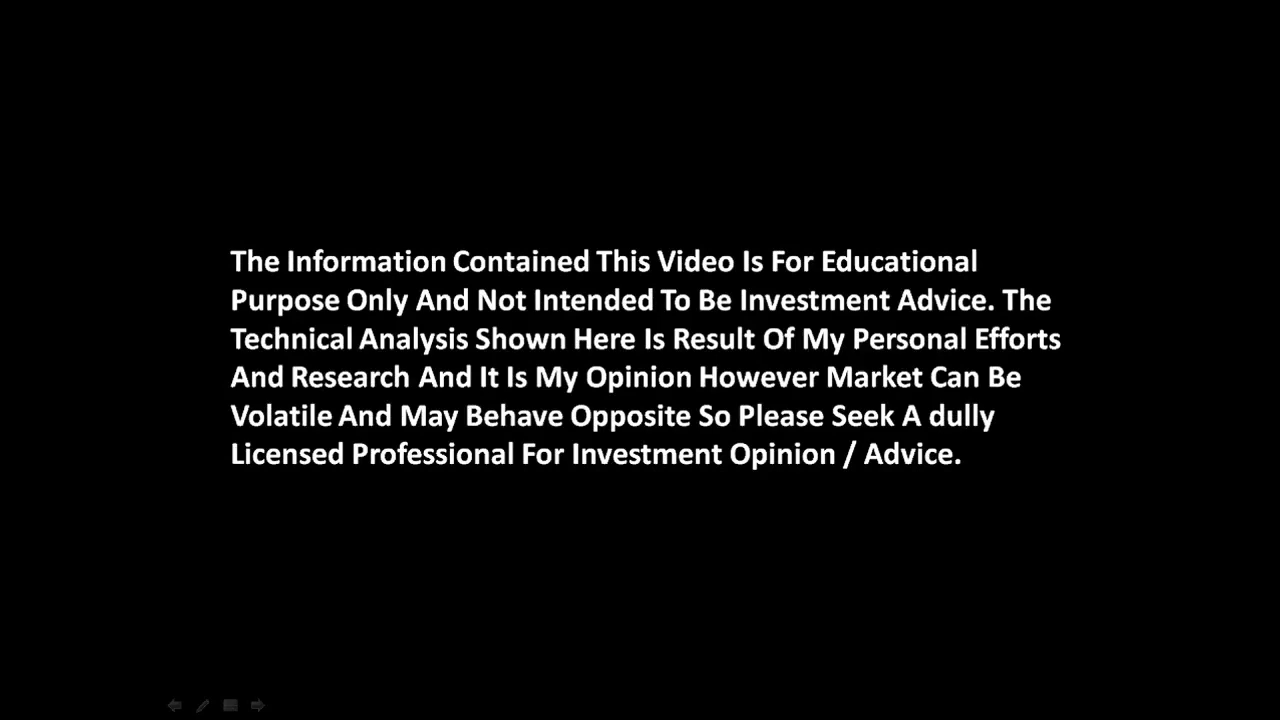 The Information Contained This Video Is For Educational
Purpose Only And Not Intended To Be Investment Advice. The
Technical Analysis Shown Here Is Result Of My Personal Efforts
And Research And It Is My Opinion However Market Can Be
Volatile And May Behave Opposite So Please Seek A dully
Licensed Professional For Investment Opinion / Advice.